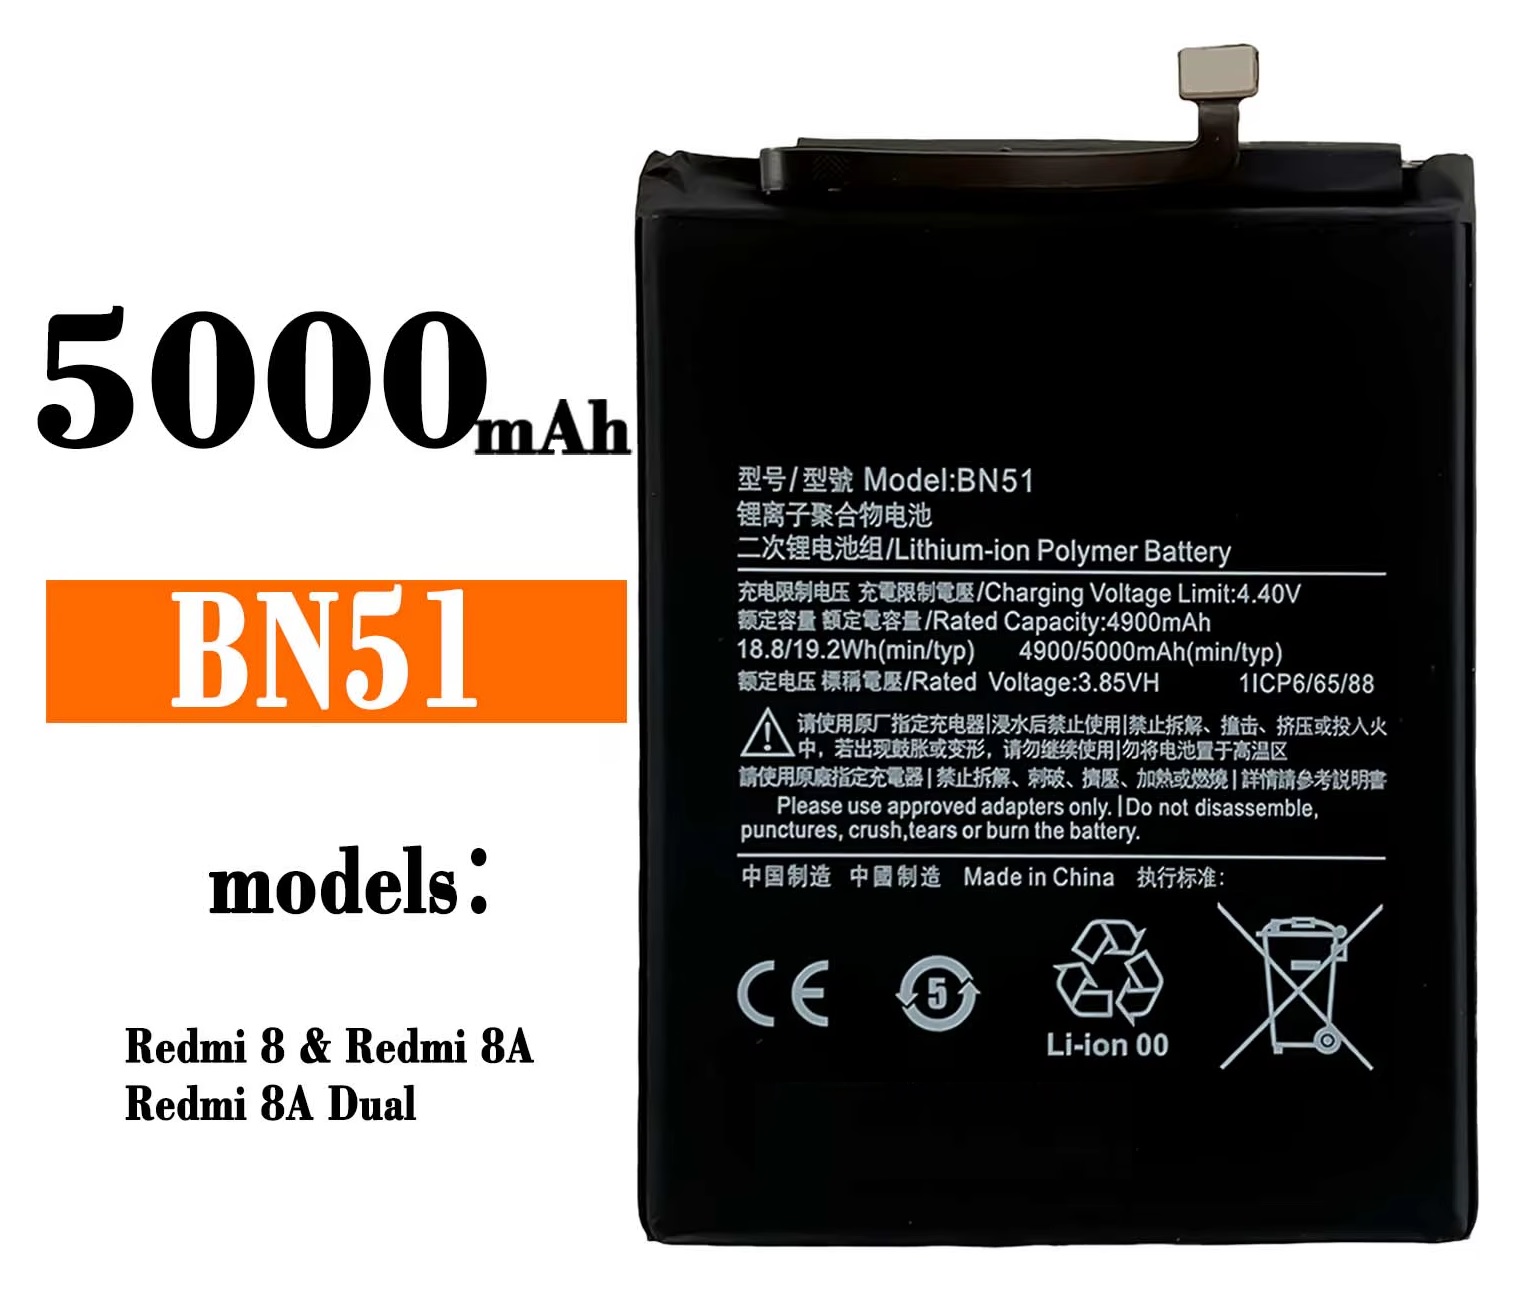 5000mAh
BN51
models:
Redmi 8 & Redmi 8A
Redmi 8A Dual
型号/型號 Model:BN51
锂离子聚合物电池
二次锂电池组/Lithium-ion Polymer Battery
充电限制电压 充電限制電壓/Charging Voltage Limit:4.40V
额定容量 額定電容量/Rated Capacity:4900mAh
18.8/19.2Wh(min/typ) 4900/5000mAh(min/typ)
额定电压 標稱電壓/Rated Voltage:3.85VH 1ICP6/65/88
请使用原厂指定充电器|浸水后禁止使用|禁止拆解、撞击、挤压或投入火
中，若出现鼓胀或变形，请勿继续使用|勿将电池置于高温区
請使用原廠指定充電器|禁止拆解、刺破、擠壓、加熱或燃燒|詳情請參考説明書
Please use approved adapters only.|Do not disassemble,
punctures, crush,tears or burn the battery.
中国制造 中國制造 Made in China 执行标准:
CE 5
Li-ion 00